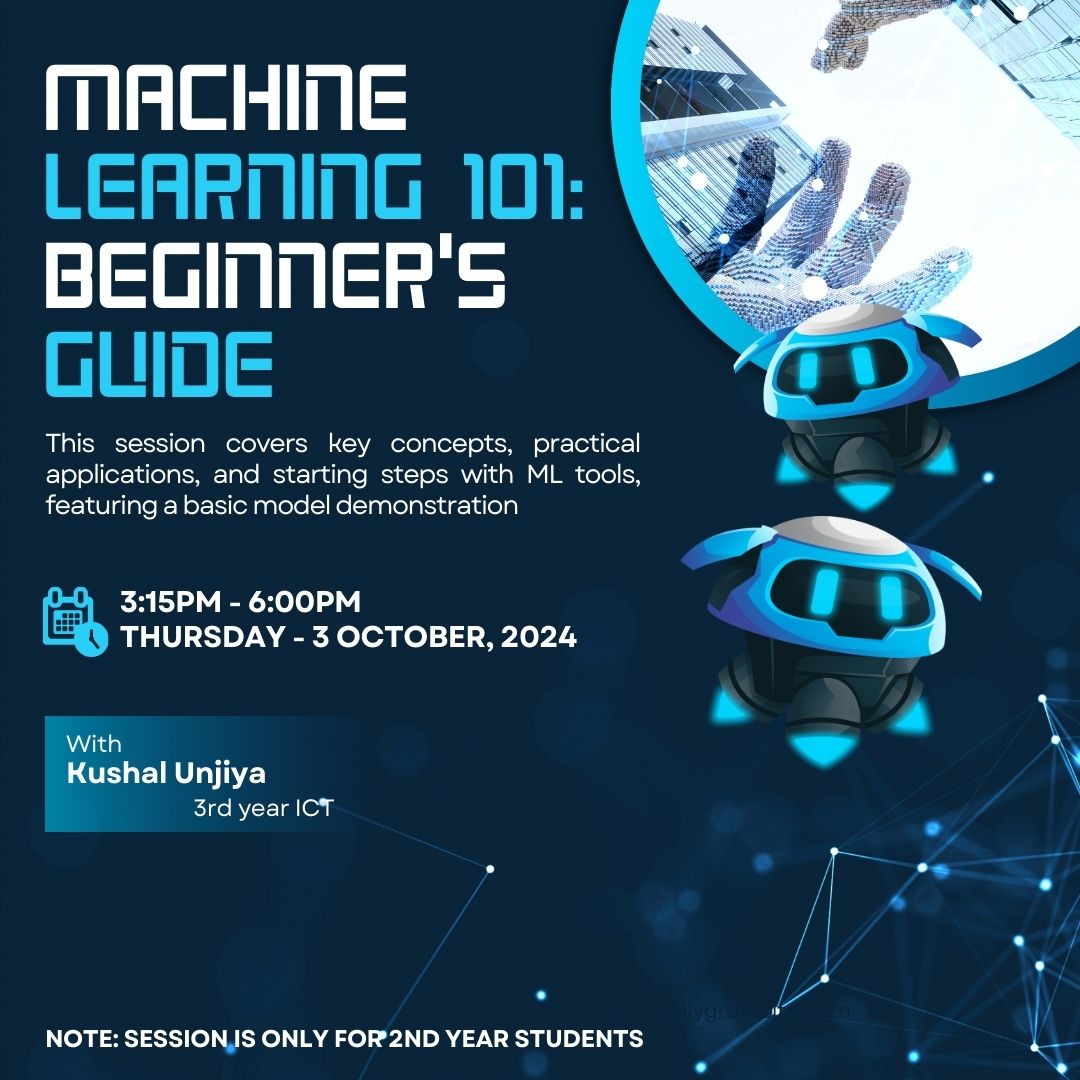 MACHINE
LEARNING 101:
BEGINNER'S
GUIDE
This session covers key concepts, practical
applications, and starting steps with ML tools,
featuring a basic model demonstration
3:15PM - 6:00PM
THURSDAY - 3 OCTOBER, 2024
With
Kushal Unjiya
3rd year ICT
NOTE: SESSION IS ONLY FOR 2ND YEAR STUDENTS